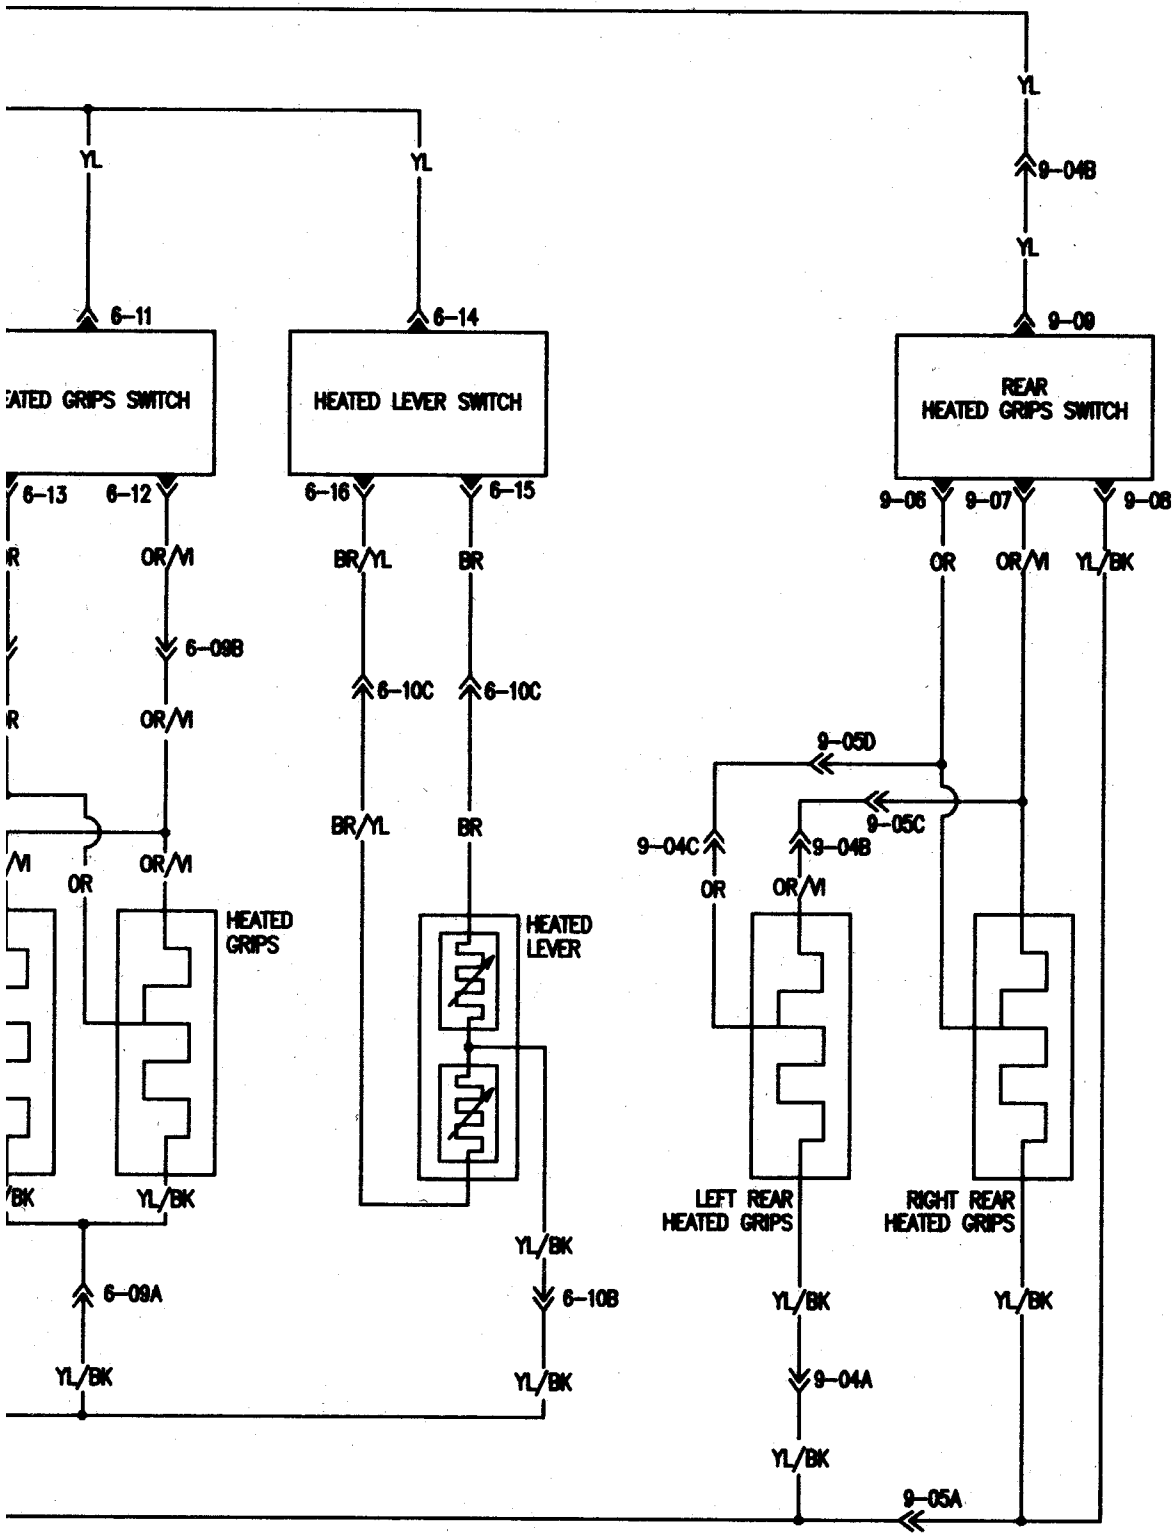 YL
9-04B
YL
YL
YL
6-11
6-14
9-09
EATED GRIPS SWITCH
HEATED LEVER SWITCH
REAR
HEATED GRIPS SWITCH
6-13
6-12
6-16
6-15
9-06
9-07
9-08
R
OR/VI
BR/YL
BR
OR
OR/VI
YL/BK
6-09B
6-10C
6-10C
R
OR/VI
9-05D
9-05C
BR/YL
BR
9-04C
9-04B
/VI
OR
OR/VI
OR
OR/VI
HEATED
GRIPS
HEATED
LEVER
/BK
YL/BK
LEFT REAR
HEATED GRIPS
RIGHT REAR
HEATED GRIPS
YL/BK
6-09A
6-10B
YL/BK
YL/BK
YL/BK
YL/BK
9-04A
YL/BK
9-05A